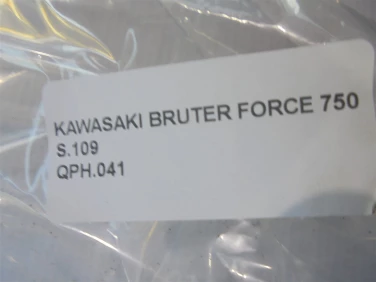 KAWASAKI BRUTER FORCE 750
S.109
QPH.041